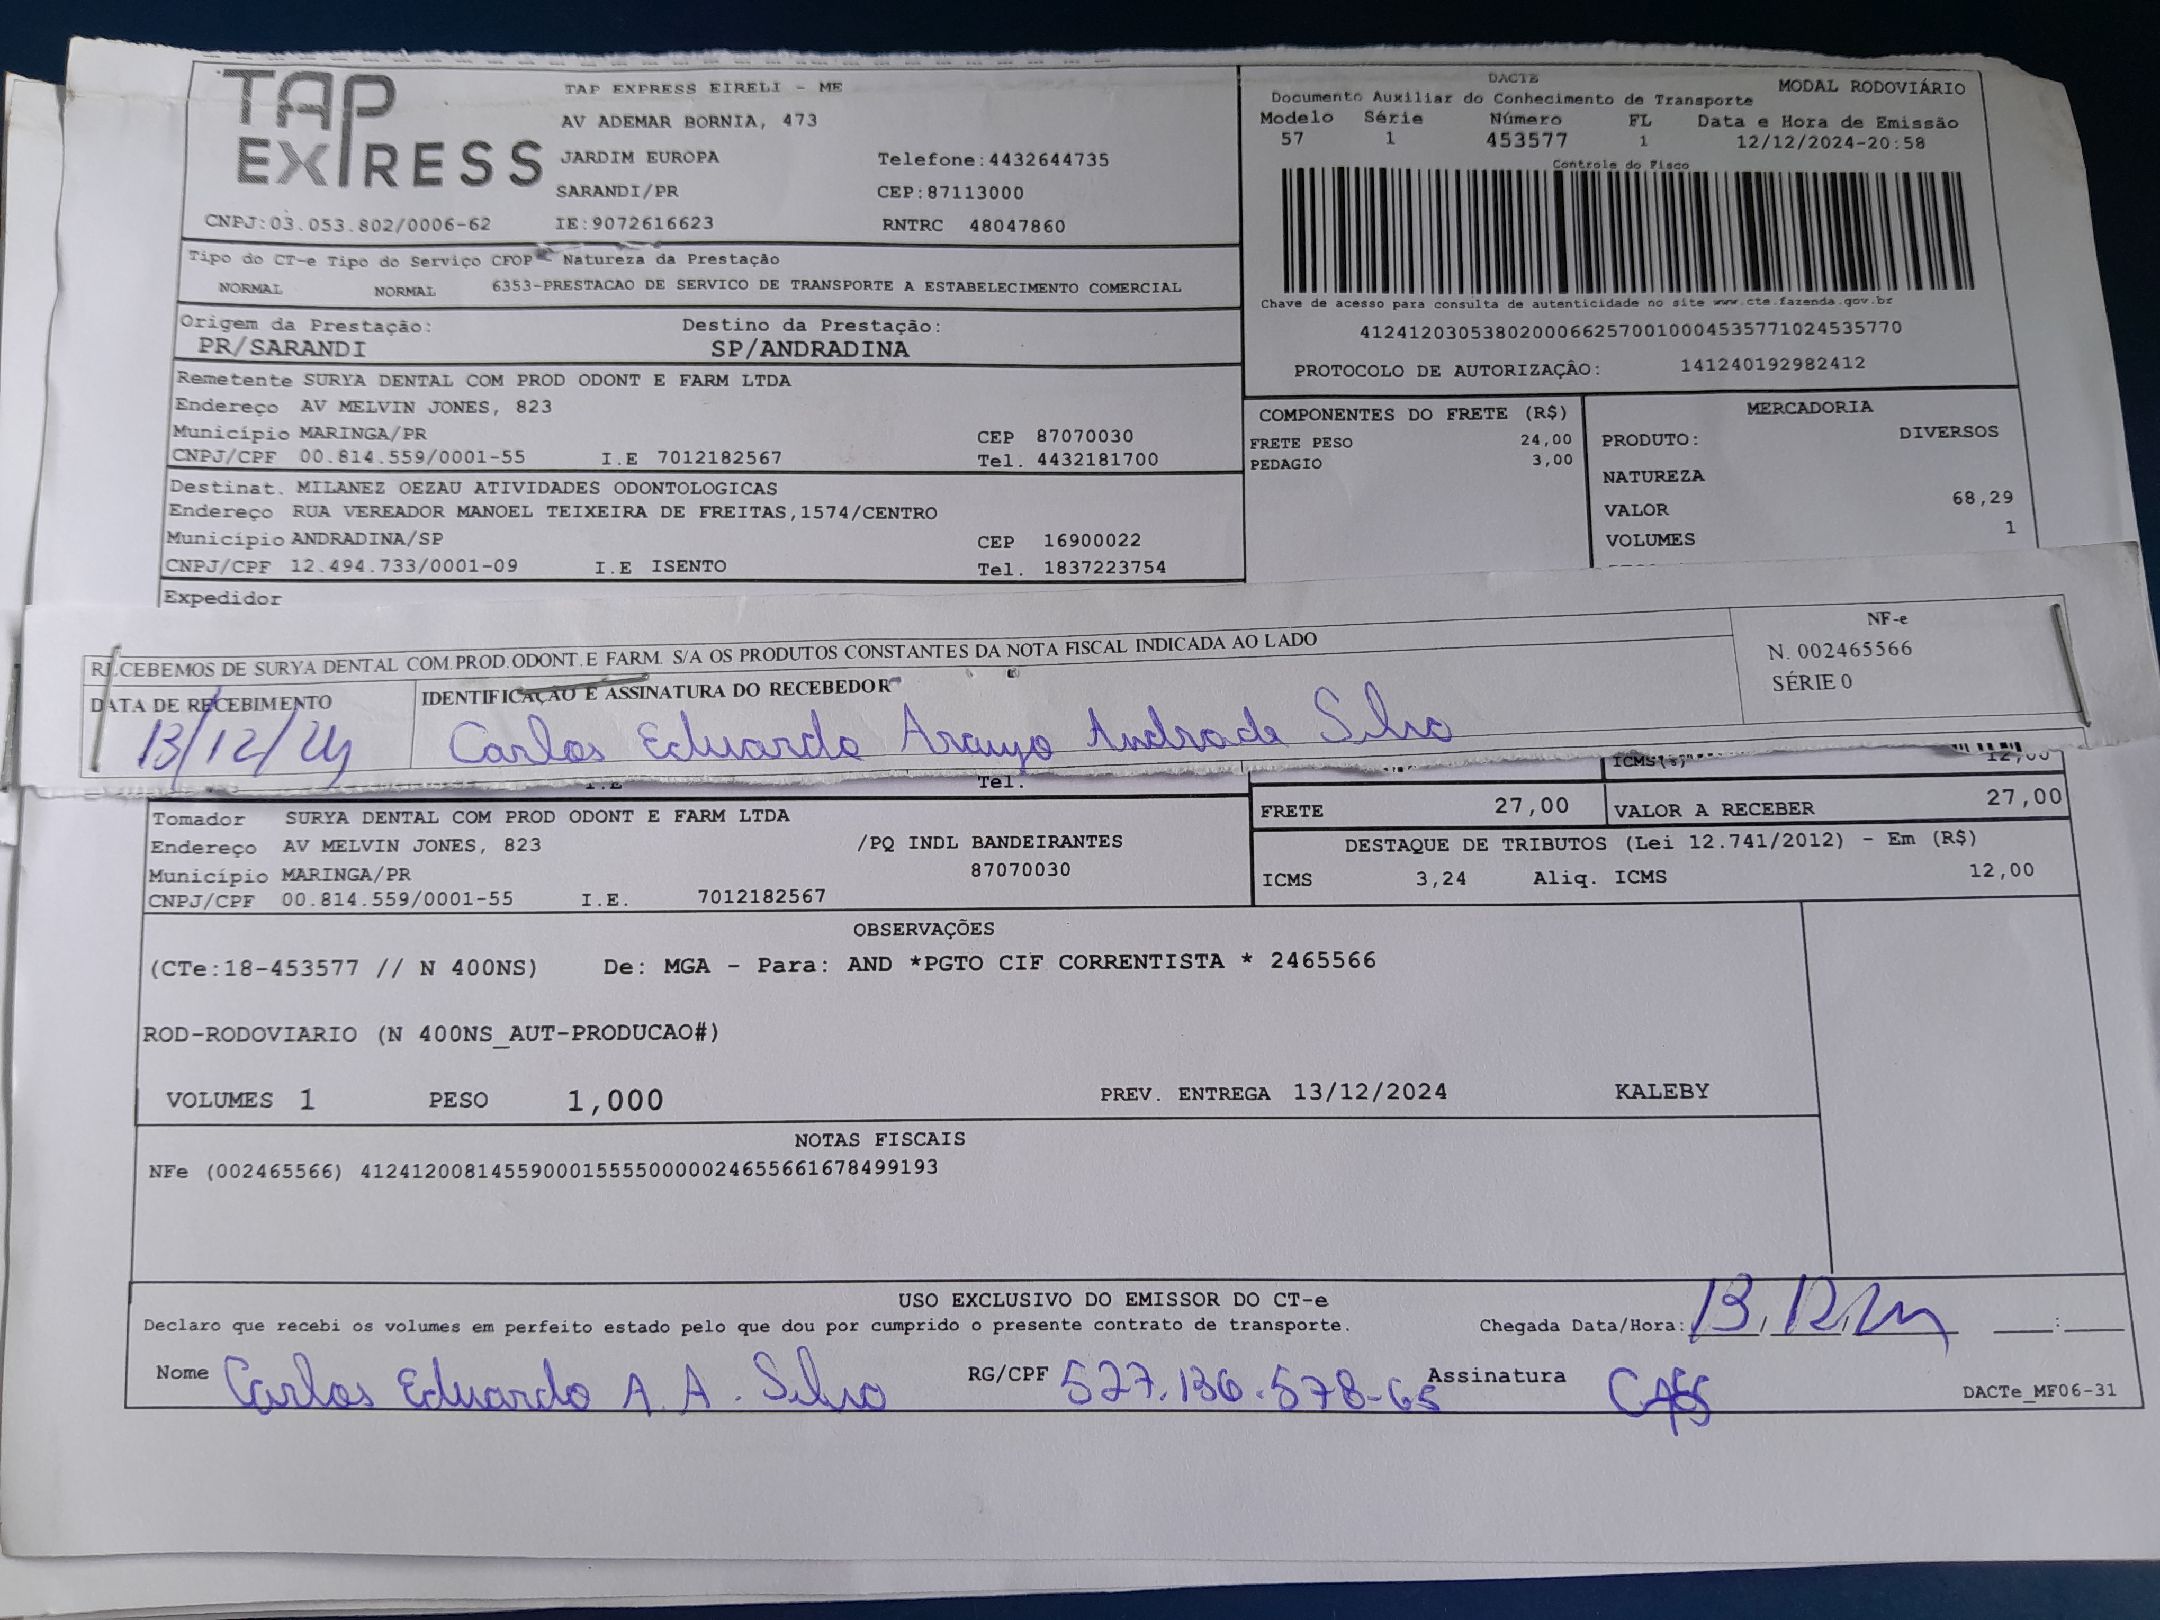 TAP EXPRESS
TAP EXPRESS EIRELI - ME
AV ADEMAR BORNIA, 473
JARDIM EUROPA Telefone:4432644735
SARANDI/PR CEP:87113000
CNPJ:03.053.802/0006-62 IE:9072616623 RNTRC 48047860
DACTE MODAL RODOVIÁRIO
Documento Auxiliar do Conhecimento de Transporte
Modelo Série Número FL Data e Hora de Emissão
57 1 453577 1 12/12/2024-20:58
Controle do Fisco
Chave de acesso para consulta de autenticidade no site www.cte.fazenda.gov.br
41241203053802000662570010004535771024535770
PROTOCOLO DE AUTORIZAÇÂO: 141240192982412
Tipo do CT-e Tipo do Serviço CFOP Natureza da Prestação
NORMAL NORMAL 6353-PRESTACAO DE SERVICO DE TRANSPORTE A ESTABELECIMENTO COMERCIAL
Origem da Prestação: Destino da Prestação:
PR/SARANDI SP/ANDRADINA
Remetente SURYA DENTAL COM PROD ODONT E FARM LTDA
Endereço AV MELVIN JONES, 823
Município MARINGA/PR CEP 87070030
CNPJ/CPF 00.814.559/0001-55 I.E 7012182567 Tel. 4432181700
Destinat. MILANEZ OEZAU ATIVIDADES ODONTOLOGICAS
Endereço RUA VEREADOR MANOEL TEIXEIRA DE FREITAS,1574/CENTRO
Município ANDRADINA/SP CEP 16900022
CNPJ/CPF 12.494.733/0001-09 I.E ISENTO Tel. 1837223754
Expedidor
COMPONENTES DO FRETE (R$)
FRETE PESO 24,00
PEDAGIO 3,00
MERCADORIA
PRODUTO: DIVERSOS
NATUREZA
VALOR 68,29
VOLUMES 1
RECEBEMOS DE SURYA DENTAL COM.PROD.ODONT.E FARM. S/A OS PRODUTOS CONSTANTES DA NOTA FISCAL INDICADA AO LADO
DATA DE RECEBIMENTO IDENTIFICAÇÃO E ASSINATURA DO RECEBEDOR
13/12/24 Carlos Eduardo Araujo Andrade Silva
NF-e
N. 002465566
SÉRIE 0
Tel.
ICMS(%) 12,00
Tomador SURYA DENTAL COM PROD ODONT E FARM LTDA
Endereço AV MELVIN JONES, 823 /PQ INDL BANDEIRANTES
Município MARINGA/PR 87070030
CNPJ/CPF 00.814.559/0001-55 I.E. 7012182567
FRETE 27,00 VALOR A RECEBER 27,00
DESTAQUE DE TRIBUTOS (Lei 12.741/2012) - Em (R$)
ICMS 3,24 Aliq. ICMS 12,00
OBSERVAÇÕES
(CTe:18-453577 // N 400NS) De: MGA - Para: AND *PGTO CIF CORRENTISTA * 2465566
ROD-RODOVIARIO (N 400NS_AUT-PRODUCAO#)
VOLUMES 1 PESO 1,000 PREV. ENTREGA 13/12/2024 KALEBY
NOTAS FISCAIS
NFe (002465566) 41241200814559000155550000024655661678499193
USO EXCLUSIVO DO EMISSOR DO CT-e
Declaro que recebi os volumes em perfeito estado pelo que dou por cumprido o presente contrato de transporte. Chegada Data/Hora: 13,12,24 __:__
Nome Carlos Eduardo A. A. Silva RG/CPF 527.136.578-65 Assinatura CAES
DACTe_MF06-31